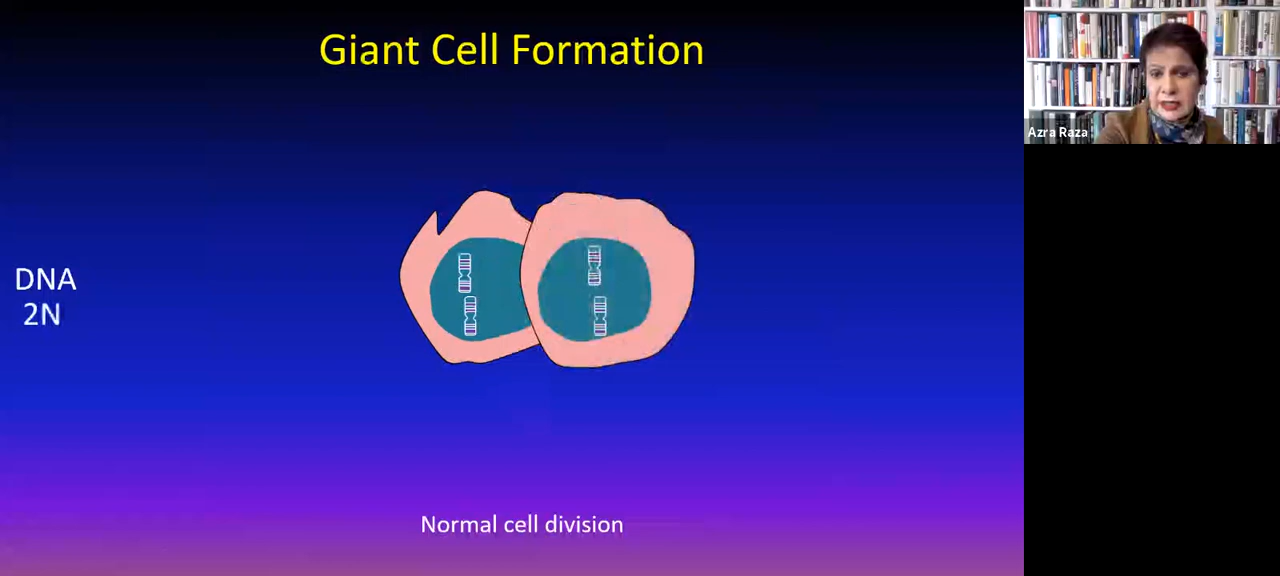 Giant Cell Formation
Azra Raza
DNA
2N
Normal cell division